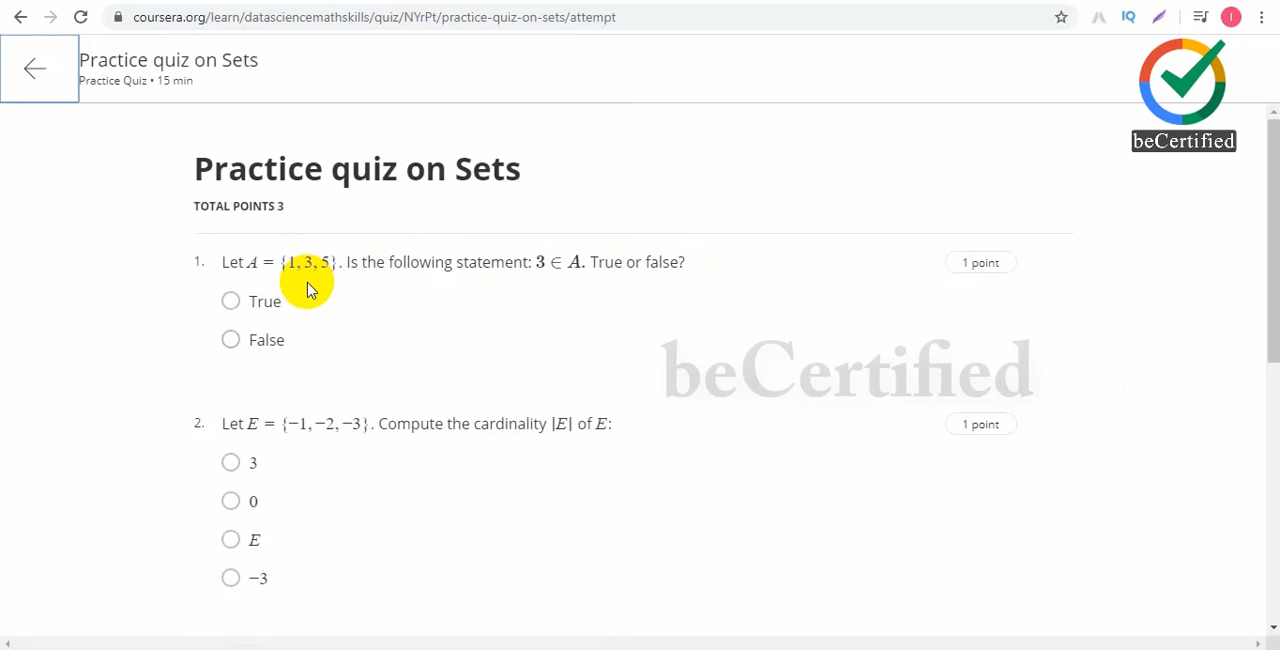 coursera.org/learn/datasciencemathskills/quiz/NYrPt/practice-quiz-on-sets/attempt
IQ
I
Practice quiz on Sets
Practice Quiz • 15 min
beCertified
Practice quiz on Sets
TOTAL POINTS 3
1. Let A = {1, 3, 5}. Is the following statement: 3 ∈ A. True or false?
1 point
True
False
beCertified
2. Let E = {−1, −2, −3}. Compute the cardinality |E| of E:
1 point
3
0
E
−3